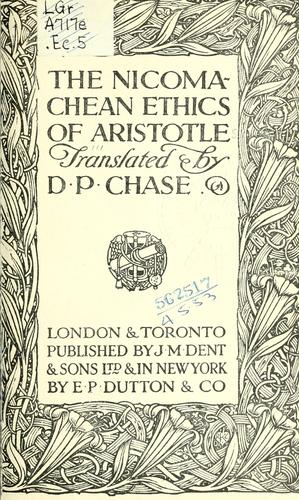 LGr
A717e
.Ec.5
THE NICOMA-
CHEAN ETHICS
OF ARISTOTLE
Translated by
D·P·CHASE
562517
4 5 53
LONDON & TORONTO
PUBLISHED BY J·M·DENT
& SONS LTD & IN NEW YORK
BY E·P·DUTTON & CO